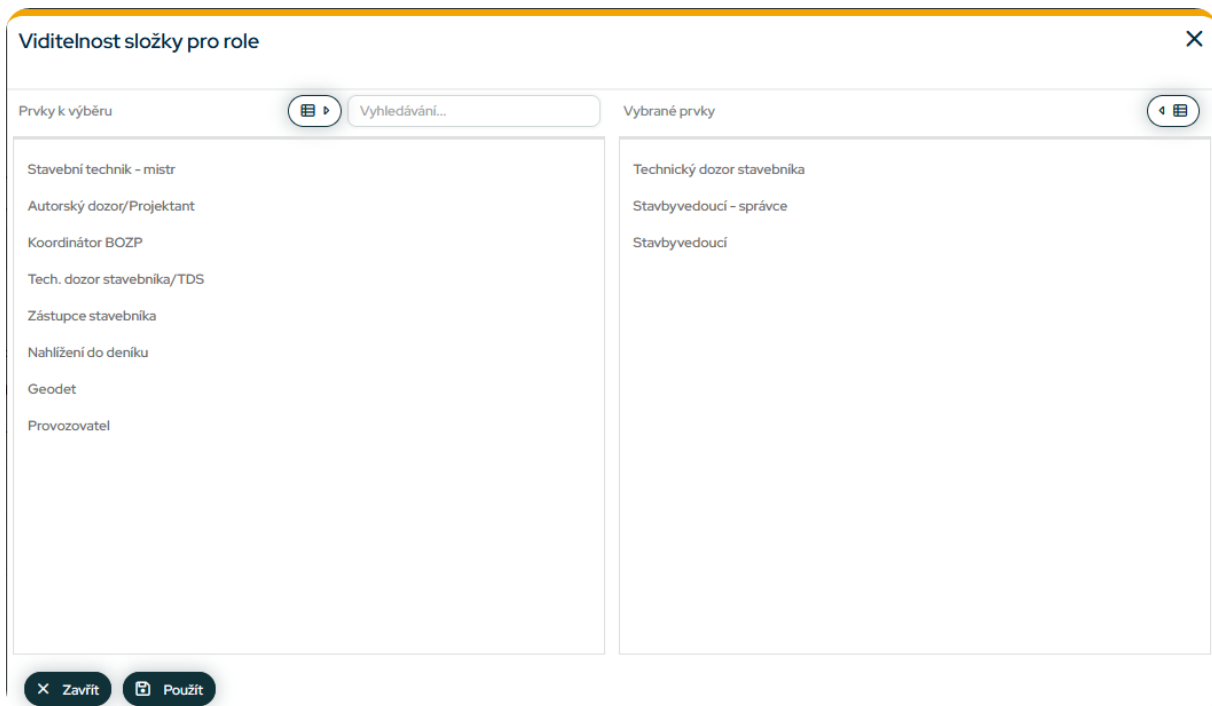 Viditelnost složky pro role
Prvky k výběru
Vyhledávání...
Vybrané prvky
Stavební technik - mistr
Autorský dozor/Projektant
Koordinátor BOZP
Tech. dozor stavebníka/TDS
Zástupce stavebníka
Nahlížení do deníku
Geodet
Provozovatel
Technický dozor stavebníka
Stavbyvedoucí - správce
Stavbyvedoucí
Zavřít
Použít